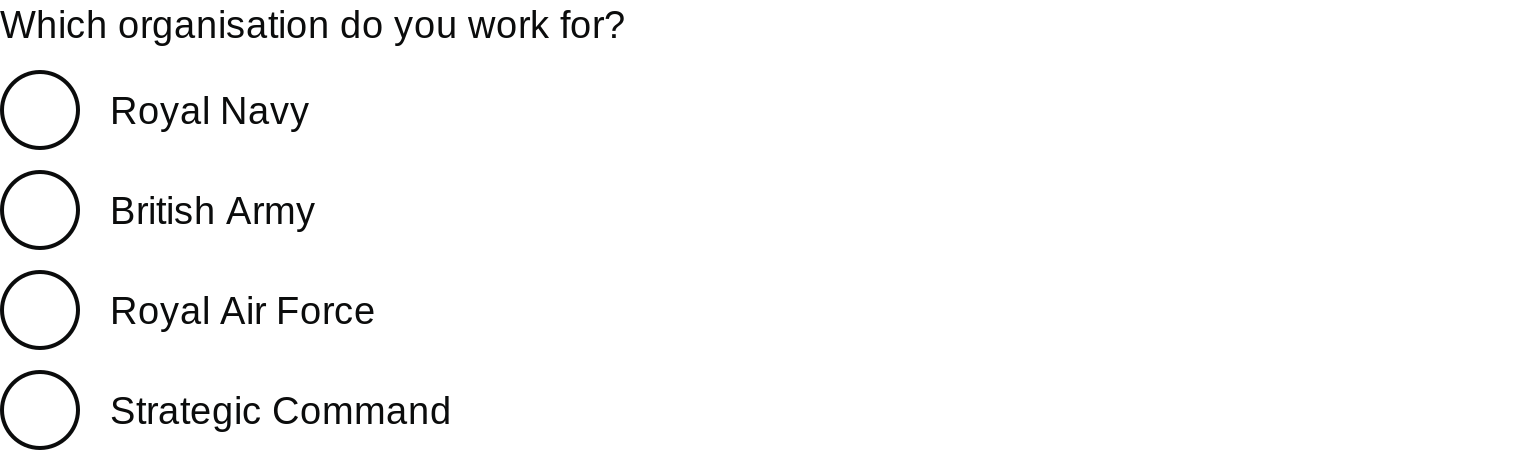 Which organisation do you work for?
Royal Navy
British Army
Royal Air Force
Strategic Command